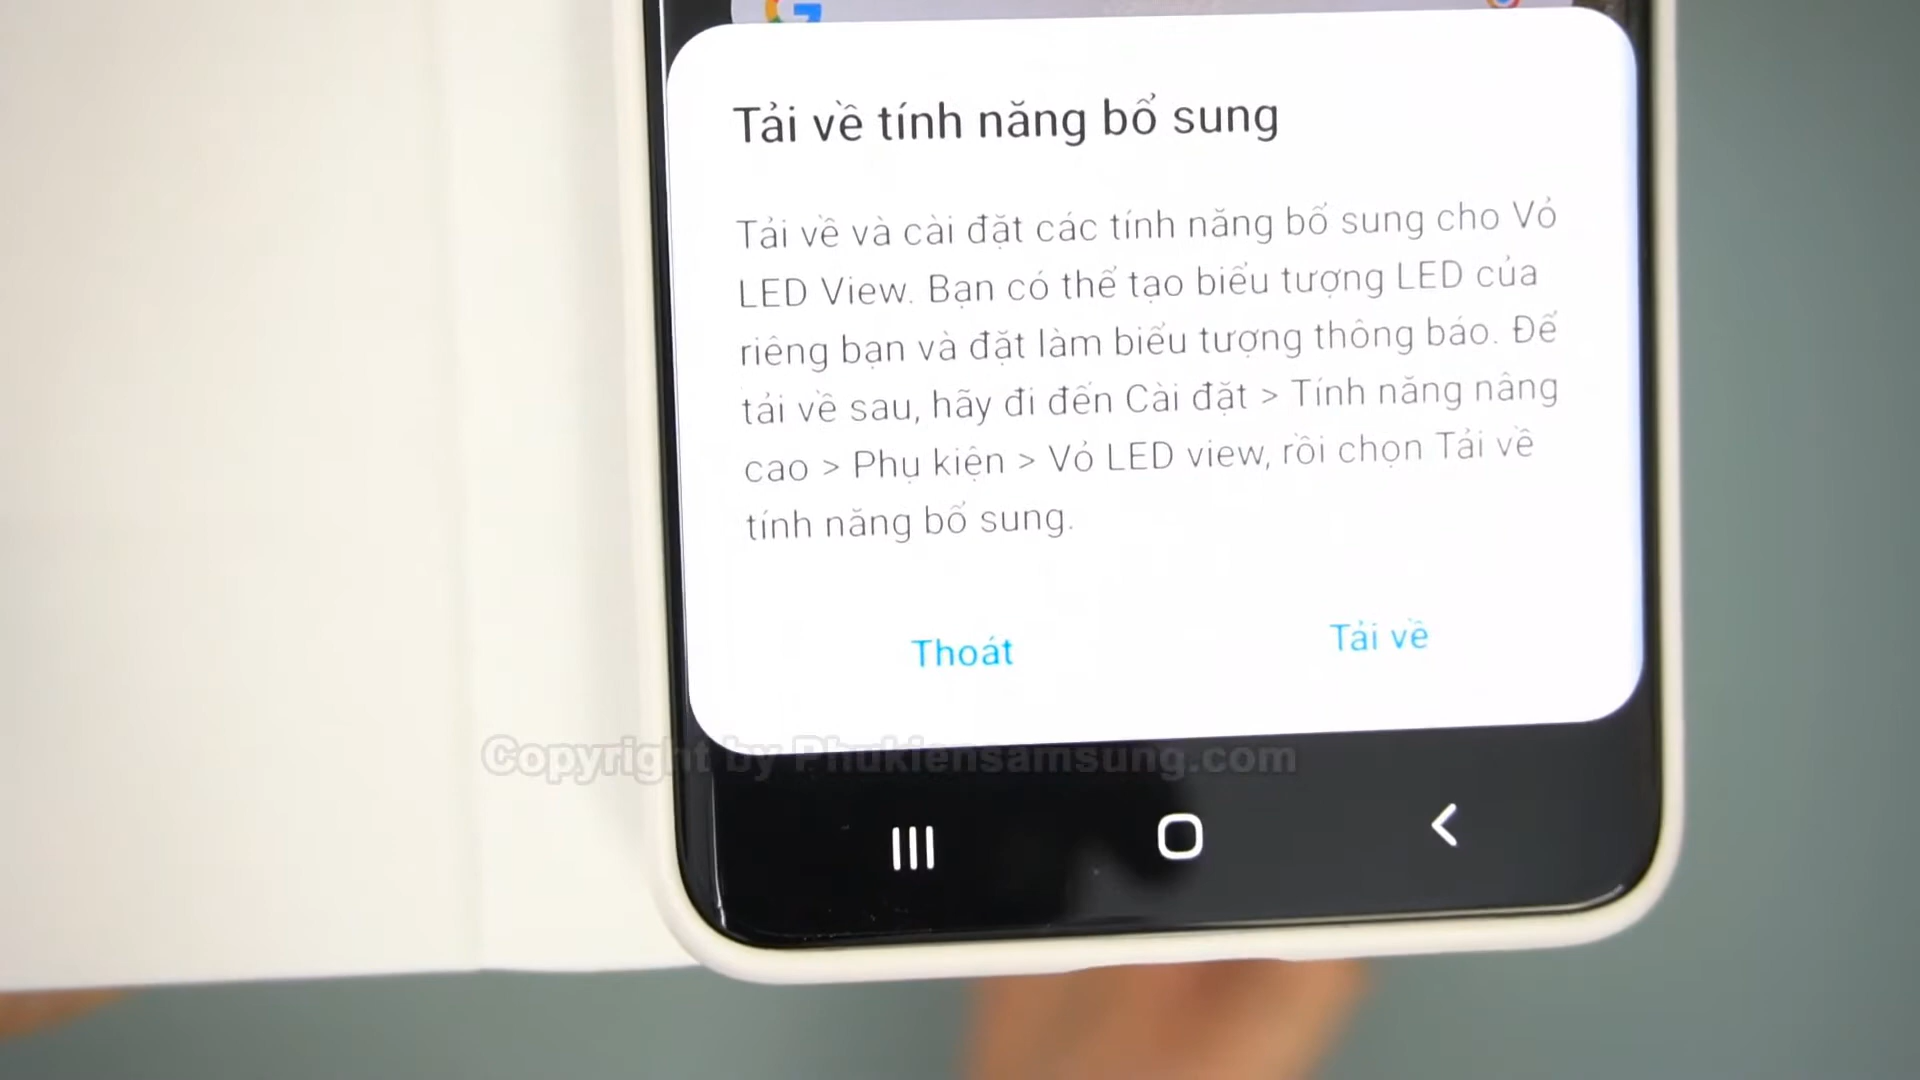 Tải về tính năng bổ sung
Tải về và cài đặt các tính năng bổ sung cho Vỏ
LED View. Bạn có thể tạo biểu tượng LED của
riêng bạn và đặt làm biểu tượng thông báo. Để
tải về sau, hãy đi đến Cài đặt > Tính năng nâng
cao > Phụ kiện > Vỏ LED view, rồi chọn Tải về
tính năng bổ sung.
Thoát
Tải về
Copyright by Phukiensamsung.com